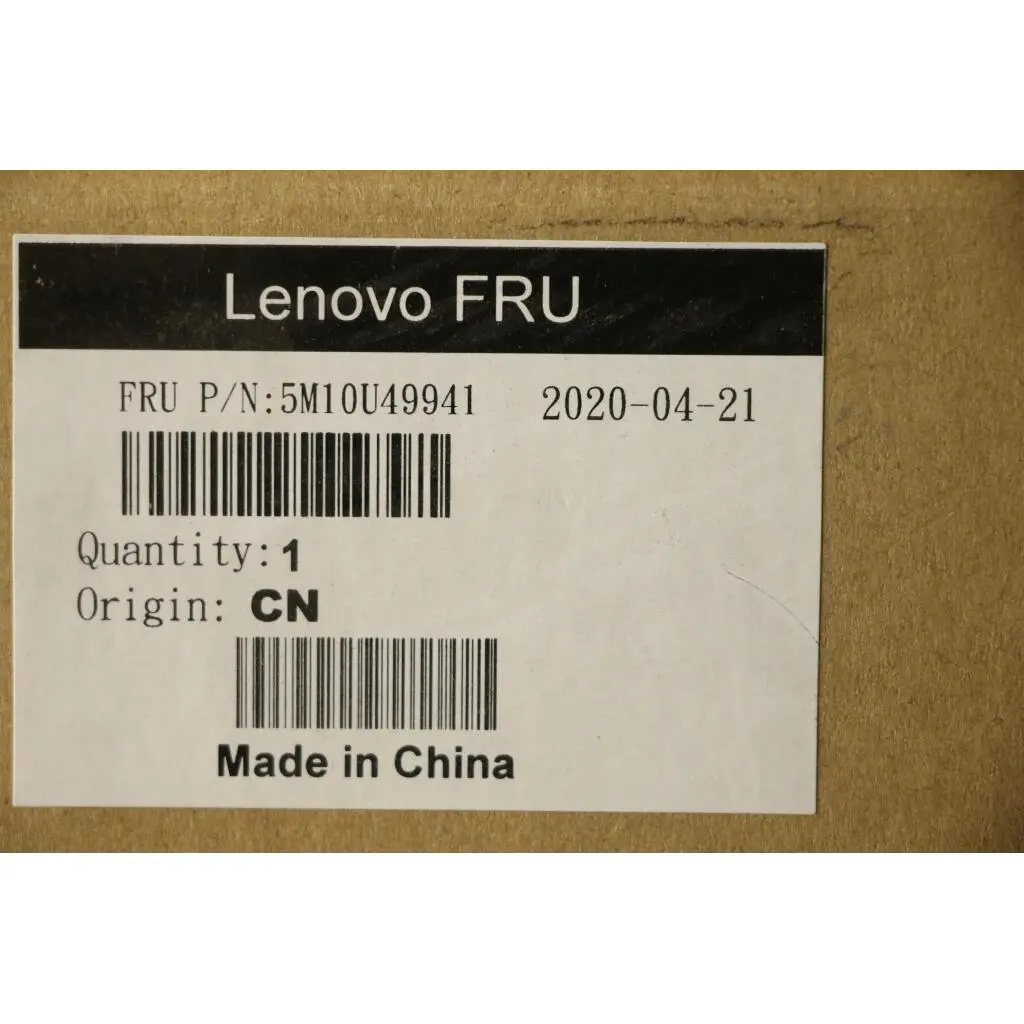 Lenovo FRU
FRU P/N:5M10U49941 2020-04-21
Quantity:1
Origin: CN
Made in China